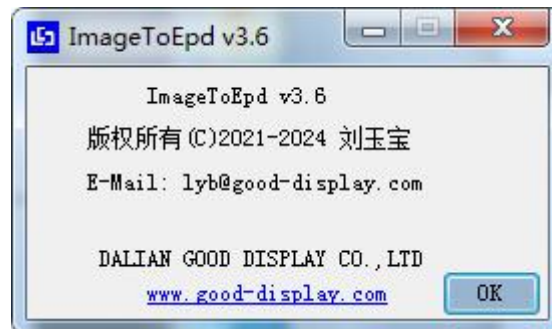 ImageToEpd v3.6
ImageToEpd v3.6
版权所有(C)2021-2024 刘玉宝
E-Mail: lyb@good-display.com
DALIAN GOOD DISPLAY CO.,LTD
www.good-display.com
OK